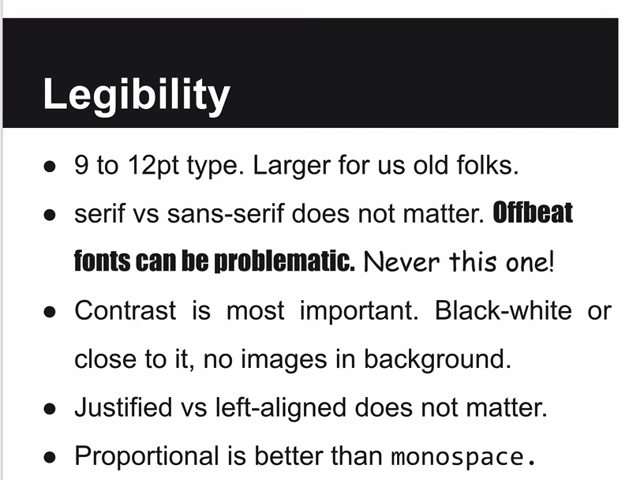 Legibility
● 9 to 12pt type. Larger for us old folks.
● serif vs sans-serif does not matter. Offbeat
fonts can be problematic. Never this one!
● Contrast is most important. Black-white or
close to it, no images in background.
● Justified vs left-aligned does not matter.
● Proportional is better than monospace.